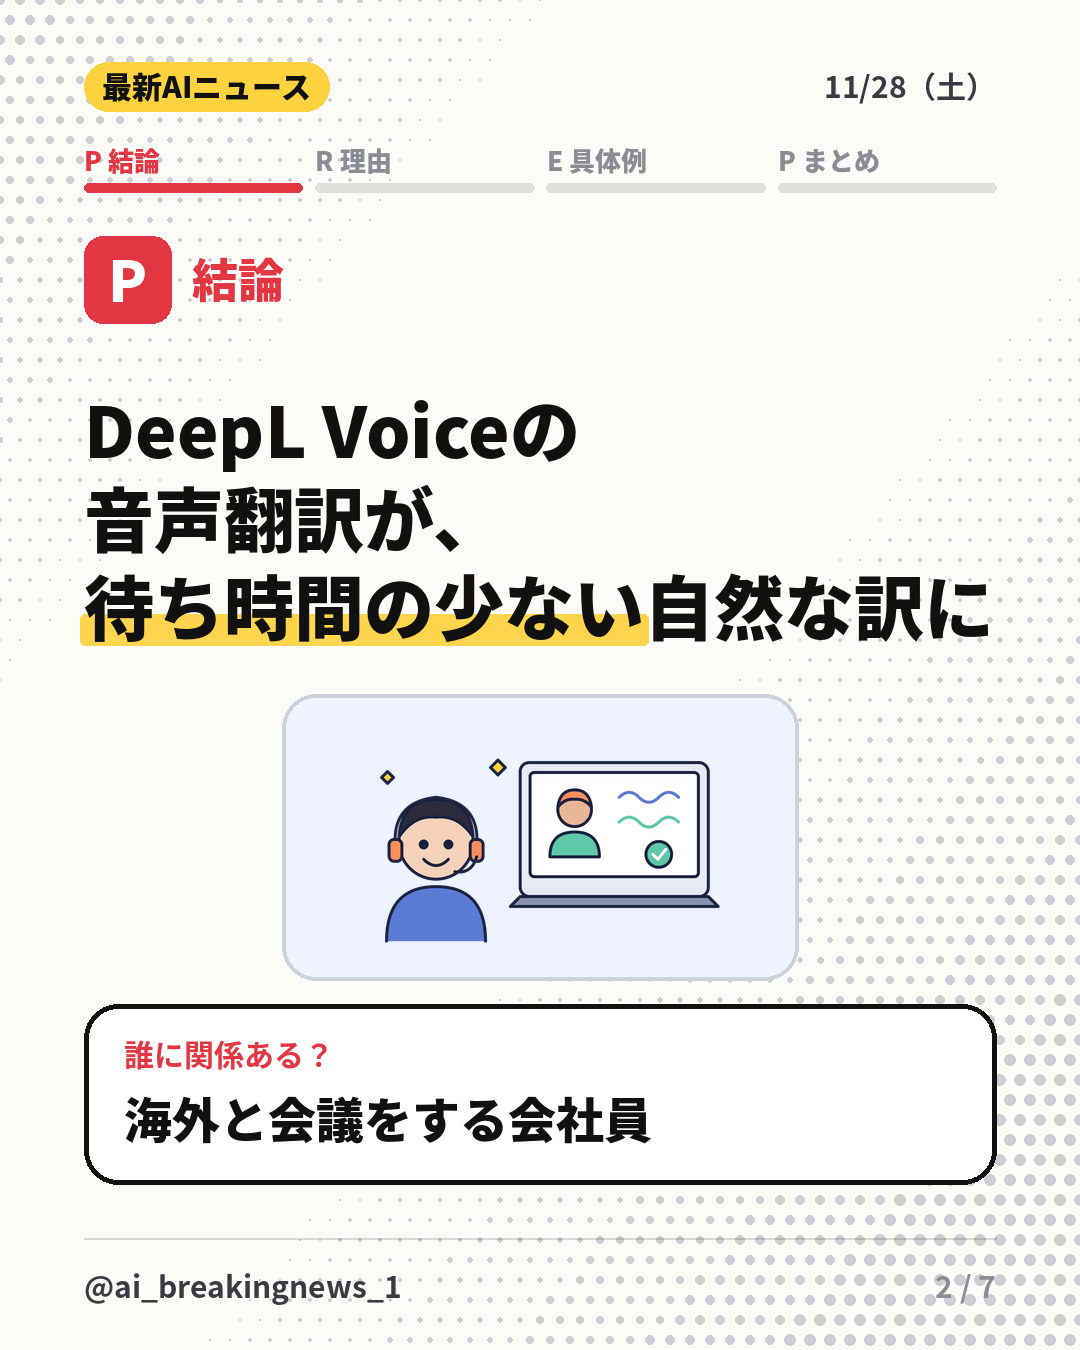 最新AIニュース
11/28（土）
P 結論
R 理由
E 具体例
P まとめ
P 結論
DeepL Voiceの
音声翻訳が、
待ち時間の少ない自然な訳に
誰に関係ある？
海外と会議をする会社員
@ai_breakingnews_1
2 / 7